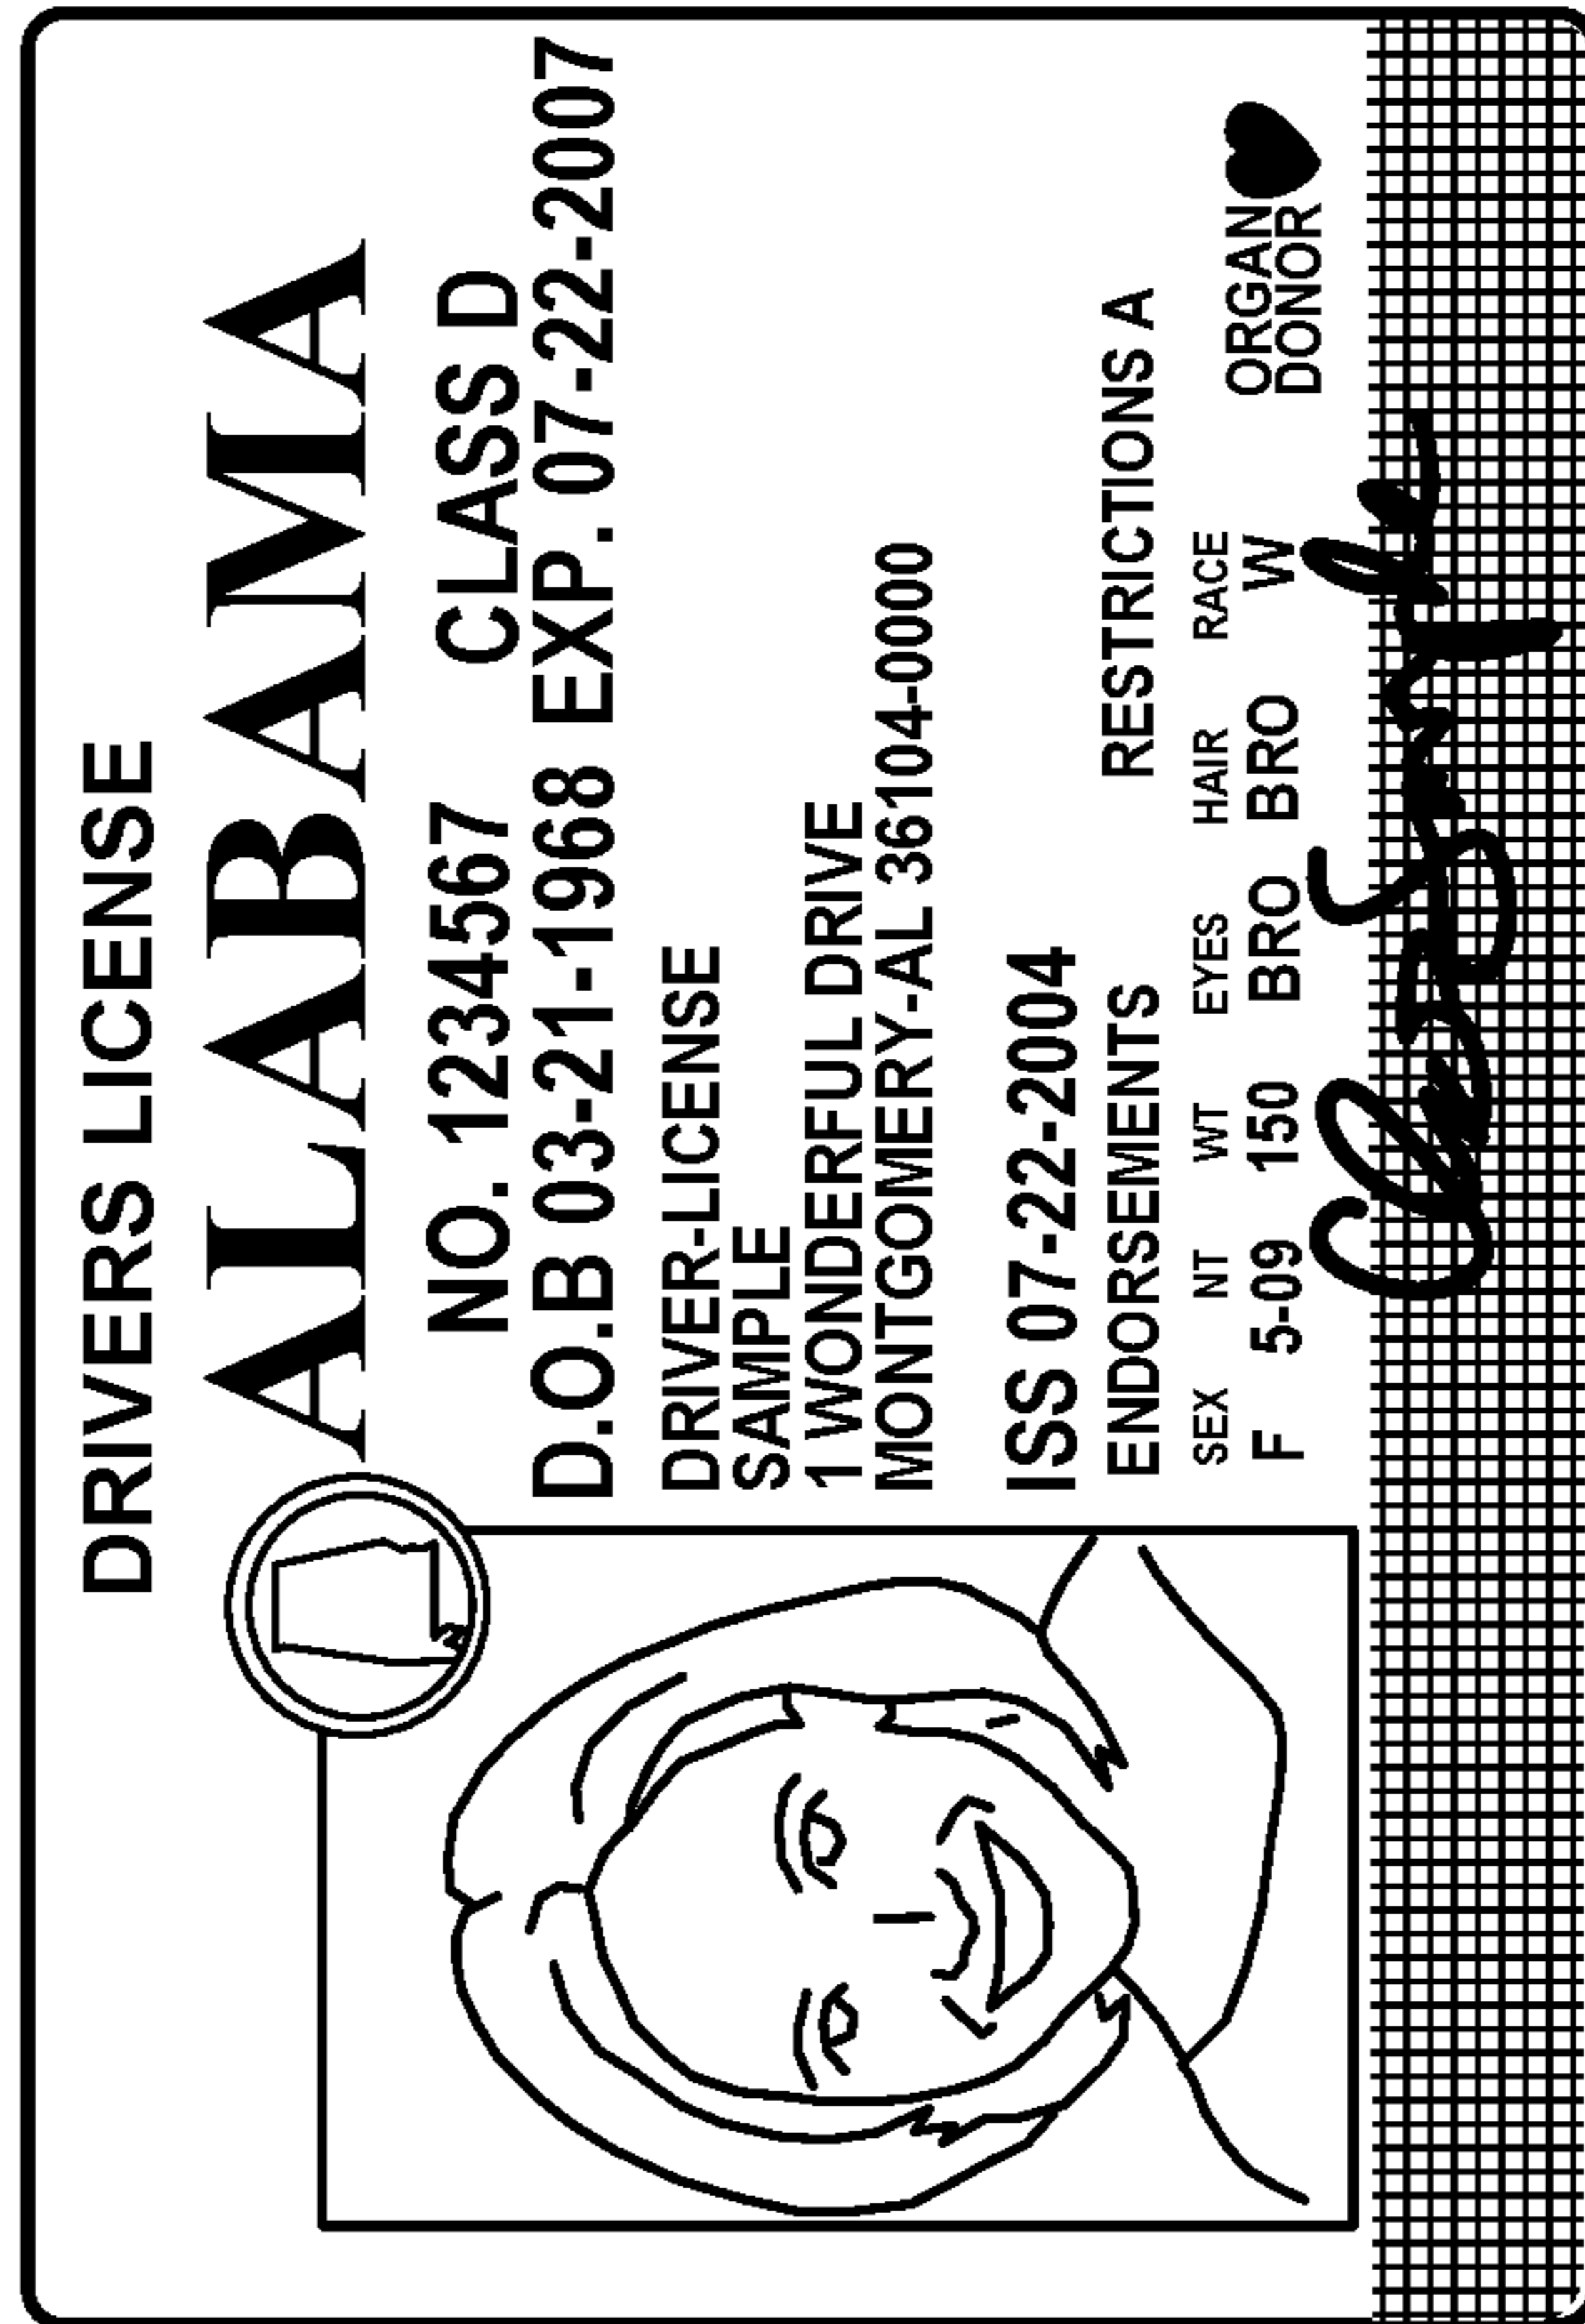 DRIVERS LICENSE
ALABAMA
NO. 1234567 CLASS D
D.O.B 03-21-1968 EXP. 07-22-2007
DRIVER-LICENSE
SAMPLE
1 WONDERFUL DRIVE
MONTGOMERY-AL 36104-0000
ISS 07-22-2004
ENDORSEMENTS RESTRICTIONS A
SEX NT WT EYES HAIR RACE
F 5-09 150 BRO BRO W
ORGAN
DONOR